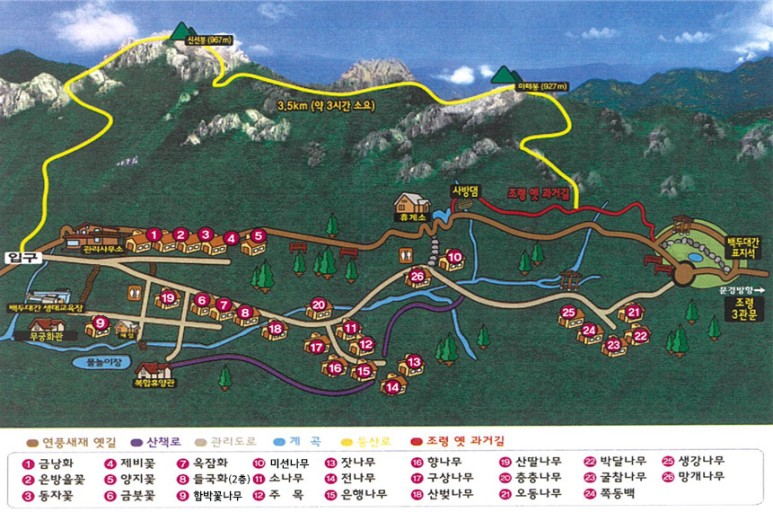 신선봉 (967m)
마패봉 (927m)
3.5km (약 3시간 소요)
사방댐
조령 옛 과거길
휴게소
입구
관리사무소
1
2
3
4
5
백두대간
표지석
10
26
문경방향 →
조령
3관문
백두대간 생태교육장
19
6
7
8
20
무궁화관
9
18
11
25
21
24
22
23
물놀이장
17
12
복합휴양관
16
15
13
14
연풍새재 옛길 산책로 관리도로 계 곡 등산로 조령 옛 과거길
1 금낭화 4 제비꽃 7 옥잠화 10 미선나무 13 잣나무 16 향나무 19 산딸나무 22 박달나무 25 생강나무
2 은방울꽃 5 양지꽃 8 들국화(2층) 11 소나무 14 전나무 17 구상나무 20 층층나무 23 굴참나무 26 망개나무
3 동자꽃 6 금붓꽃 9 함박꽃나무 12 주 목 15 은행나무 18 산벚나무 21 오동나무 24 쪽동백